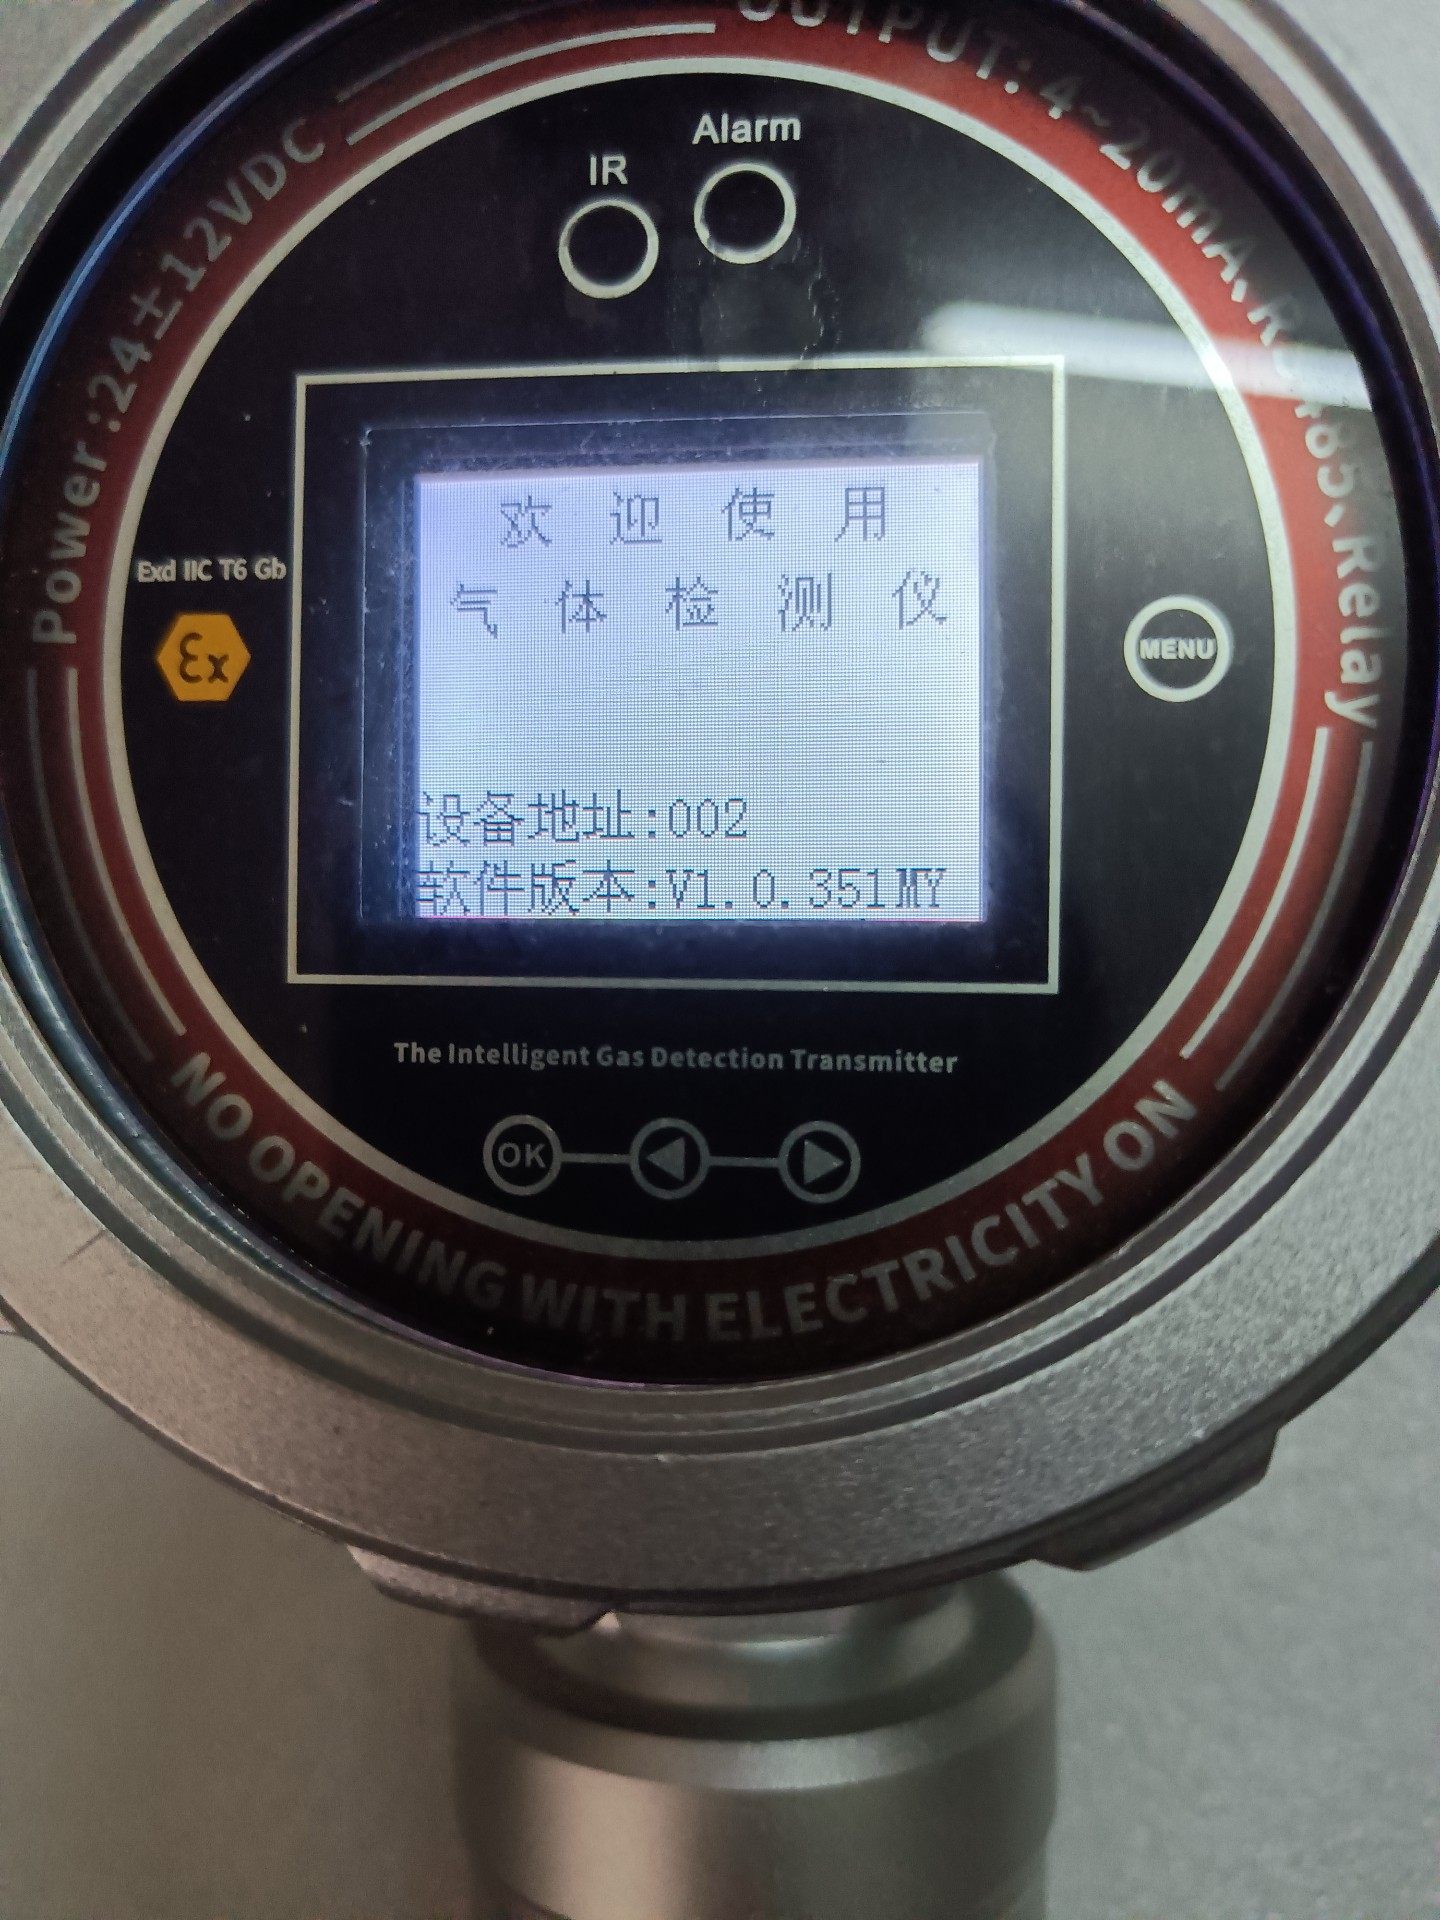 OUTPUT: 4~20mA、RS485、Relay
Power:24±12VDC
Alarm
IR
欢迎使用
气体检测仪
Exd IIC T6 Gb
Ex
MENU
设备地址:002
软件版本:V1.0.351MY
The Intelligent Gas Detection Transmitter
OK
NO OPENING WITH ELECTRICITY ON